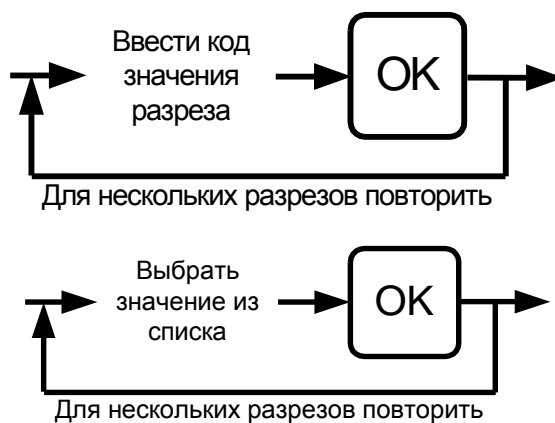 Ввести код
значения
разреза
OK
Для нескольких разрезов повторить
Выбрать
значение из
списка
OK
Для нескольких разрезов повторить